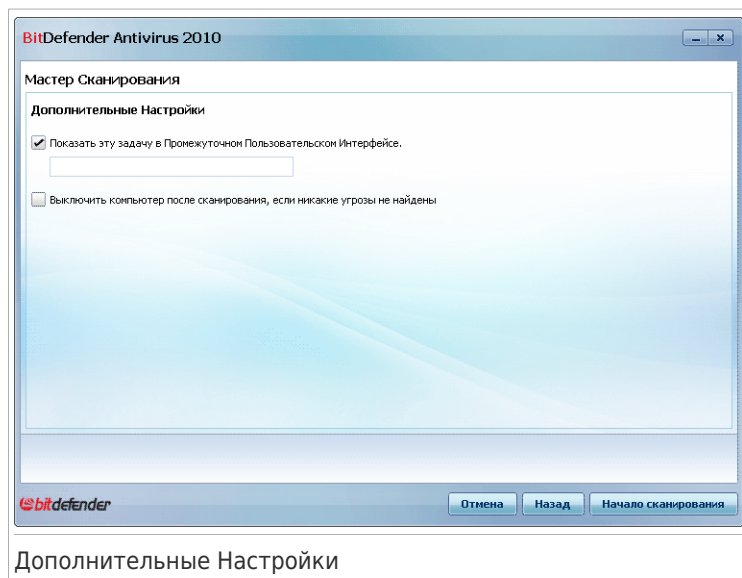 BitDefender Antivirus 2010
Мастер Сканирования
Дополнительные Настройки
Показать эту задачу в Промежуточном Пользовательском Интерфейсе.
Выключить компьютер после сканирования, если никакие угрозы не найдены
bitdefender
Отмена
Назад
Начало сканирования
Дополнительные Настройки